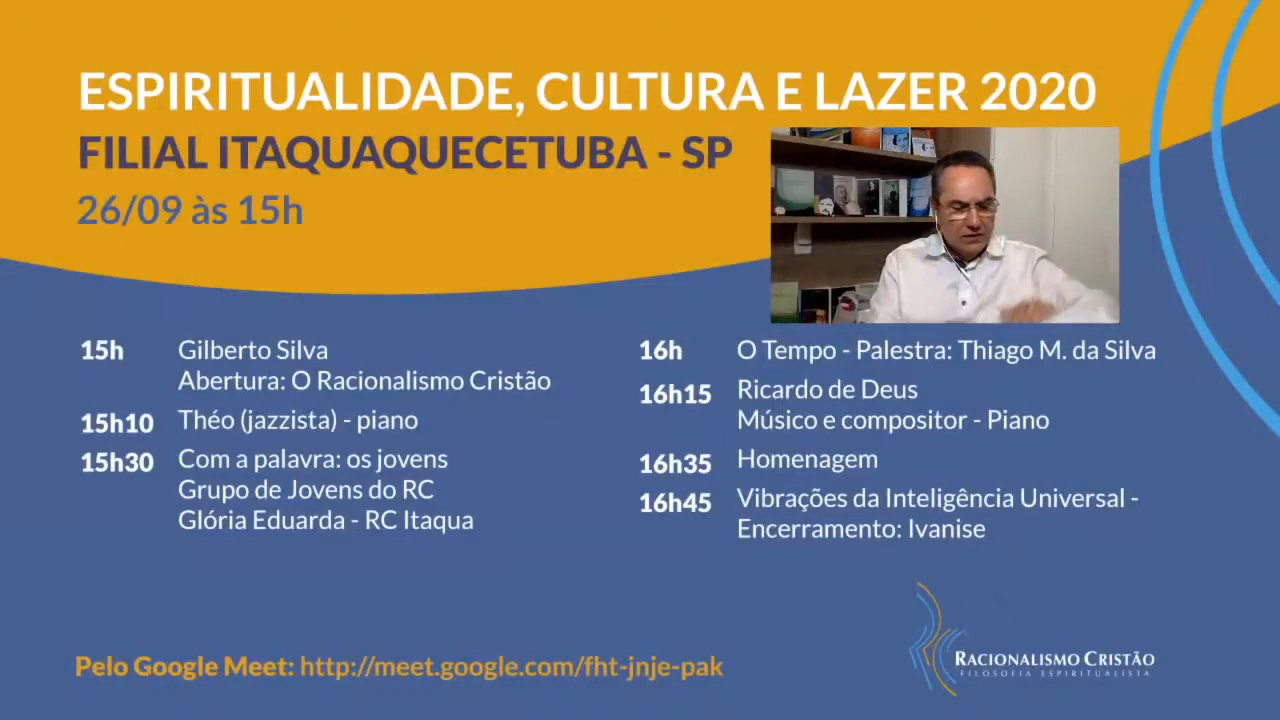 ESPIRITUALIDADE, CULTURA E LAZER 2020
FILIAL ITAQUAQUECETUBA - SP
26/09 às 15h
15h Gilberto Silva
Abertura: O Racionalismo Cristão
15h10 Théo (jazzista) - piano
15h30 Com a palavra: os jovens
Grupo de Jovens do RC
Glória Eduarda - RC Itaqua
16h O Tempo - Palestra: Thiago M. da Silva
16h15 Ricardo de Deus
Músico e compositor - Piano
16h35 Homenagem
16h45 Vibrações da Inteligência Universal -
Encerramento: Ivanise
Pelo Google Meet: http://meet.google.com/fht-jnje-pak
RACIONALISMO CRISTÃO
FILOSOFIA ESPIRITUALISTA